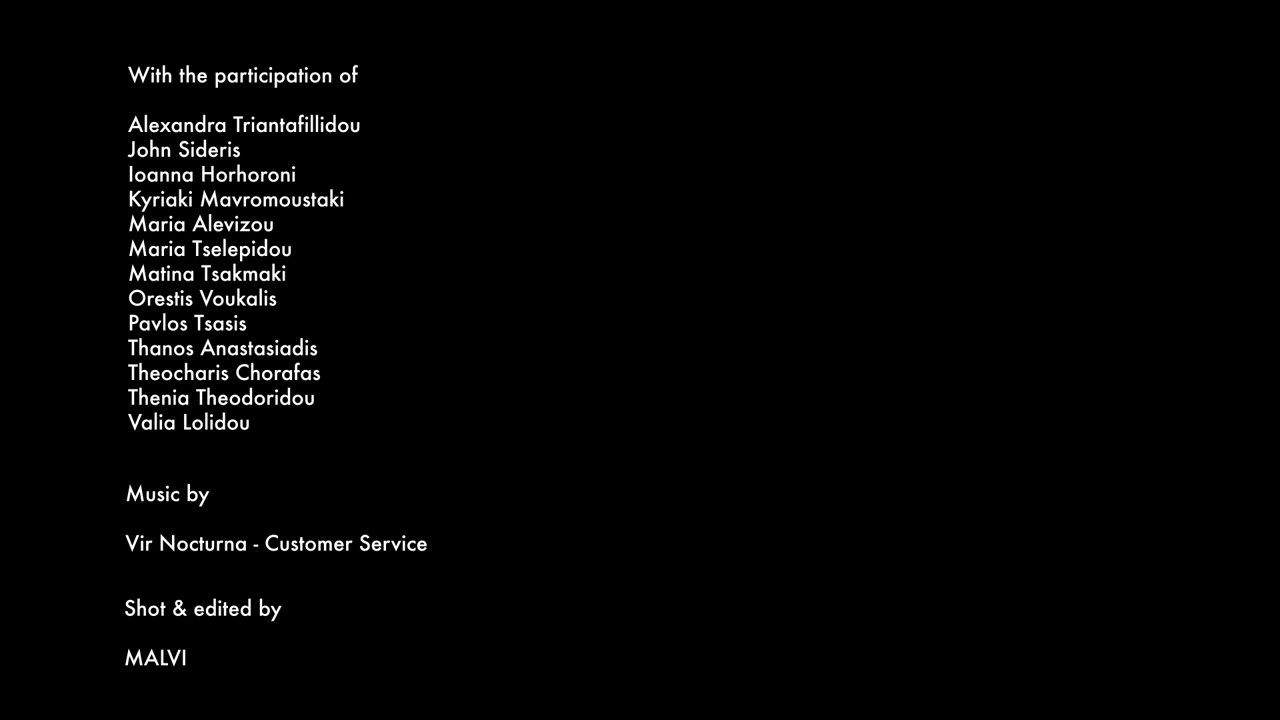 With the participation of
Alexandra Triantafillidou
John Sideris
Ioanna Horhoroni
Kyriaki Mavromoustaki
Maria Alevizou
Maria Tselepidou
Matina Tsakmaki
Orestis Voukalis
Pavlos Tsasis
Thanos Anastasiadis
Theocharis Chorafas
Thenia Theodoridou
Valia Lolidou
Music by
Vir Nocturna - Customer Service
Shot & edited by
MALVI